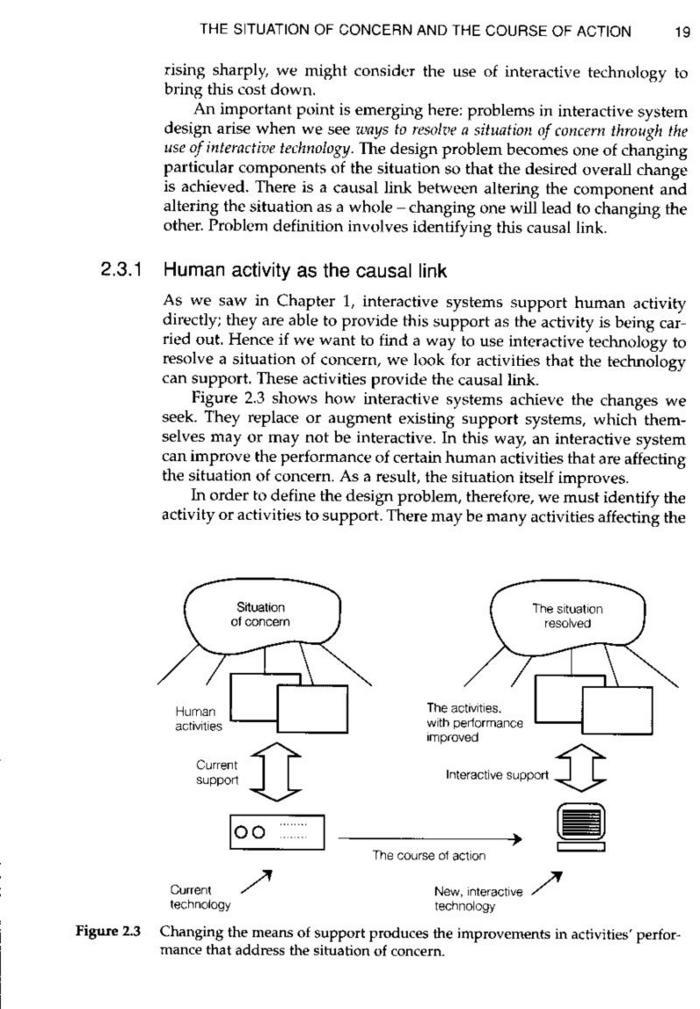 THE SITUATION OF CONCERN AND THE COURSE OF ACTION 19
rising sharply, we might consider the use of interactive technology to
bring this cost down.
An important point is emerging here: problems in interactive system
design arise when we see ways to resolve a situation of concern through the
use of interactive technology. The design problem becomes one of changing
particular components of the situation so that the desired overall change
is achieved. There is a causal link between altering the component and
altering the situation as a whole – changing one will lead to changing the
other. Problem definition involves identifying this causal link.
2.3.1 Human activity as the causal link
As we saw in Chapter 1, interactive systems support human activity
directly; they are able to provide this support as the activity is being car-
ried out. Hence if we want to find a way to use interactive technology to
resolve a situation of concern, we look for activities that the technology
can support. These activities provide the causal link.
Figure 2.3 shows how interactive systems achieve the changes we
seek. They replace or augment existing support systems, which them-
selves may or may not be interactive. In this way, an interactive system
can improve the performance of certain human activities that are affecting
the situation of concern. As a result, the situation itself improves.
In order to define the design problem, therefore, we must identify the
activity or activities to support. There may be many activities affecting the
Situation
of concern
The situation
resolved
Human
activities
The activities,
with performance
improved
Current
support
Interactive support
The course of action
Current
technology
New, interactive
technology
Figure 2.3 Changing the means of support produces the improvements in activities' perfor-
mance that address the situation of concern.